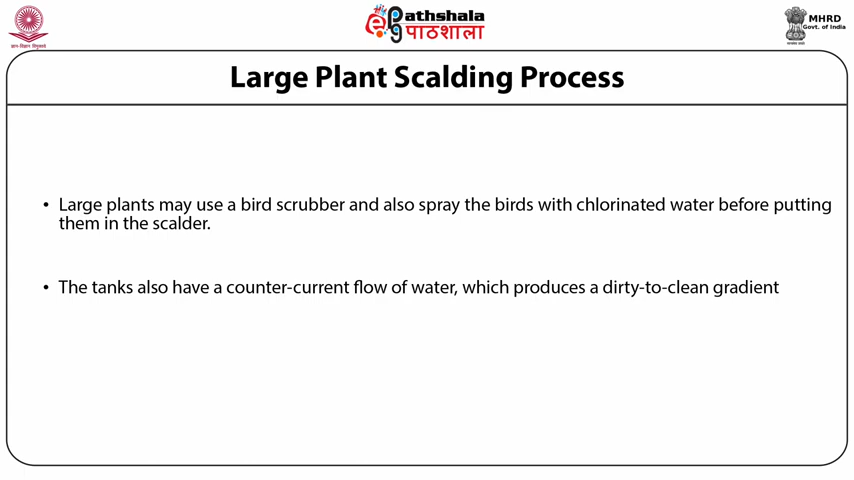 ePathshala
पाठशाला
MHRD
Govt. of India
Large Plant Scalding Process
• Large plants may use a bird scrubber and also spray the birds with chlorinated water before putting
them in the scalder.
• The tanks also have a counter-current flow of water, which produces a dirty-to-clean gradient